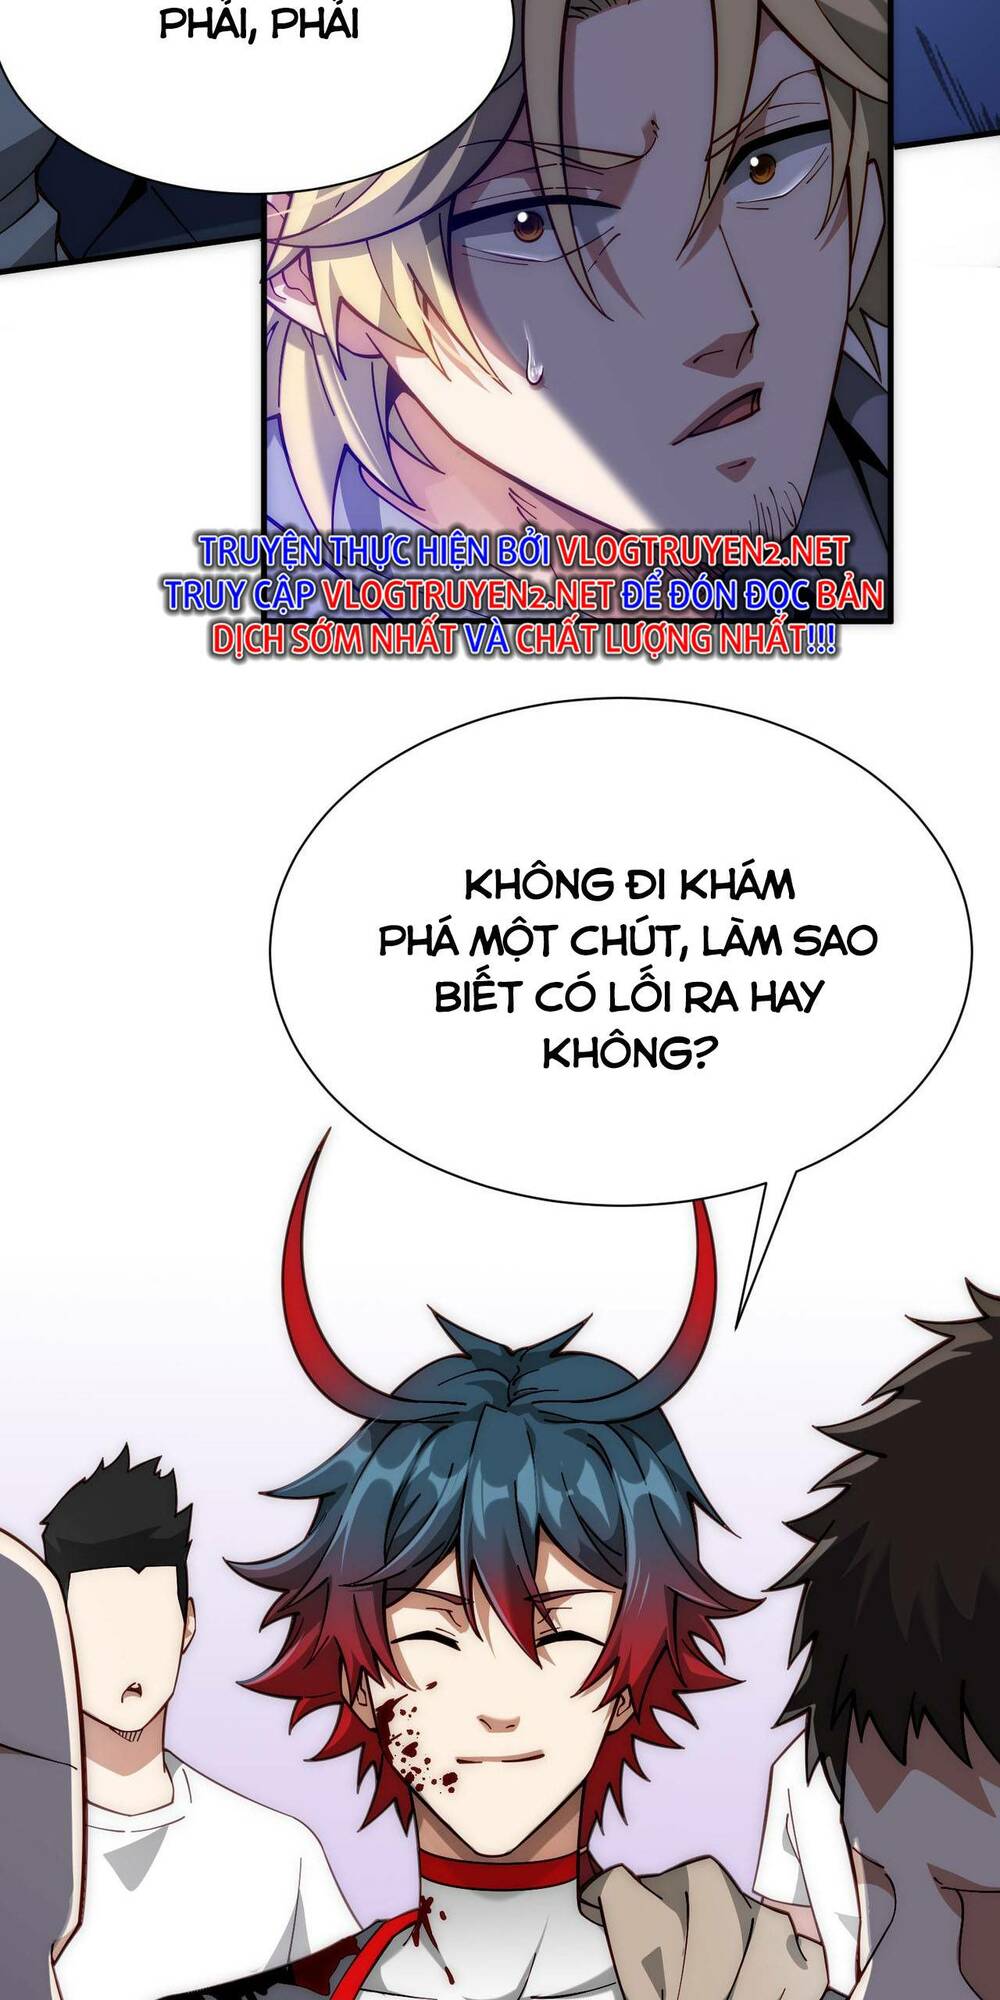 PHẢI, PHẢI
TRUYỆN THỰC HIỆN BỞI VLOGTRUYEN2.NET
TRUY CẬP VLOGTRUYEN2.NET ĐỂ ĐÓN ĐỌC BẢN
DỊCH SỚM NHẤT VÀ CHẤT LƯỢNG NHẤT!!!
KHÔNG ĐI KHÁM
PHÁ MỘT CHÚT, LÀM SAO
BIẾT CÓ LỐI RA HAY
KHÔNG?